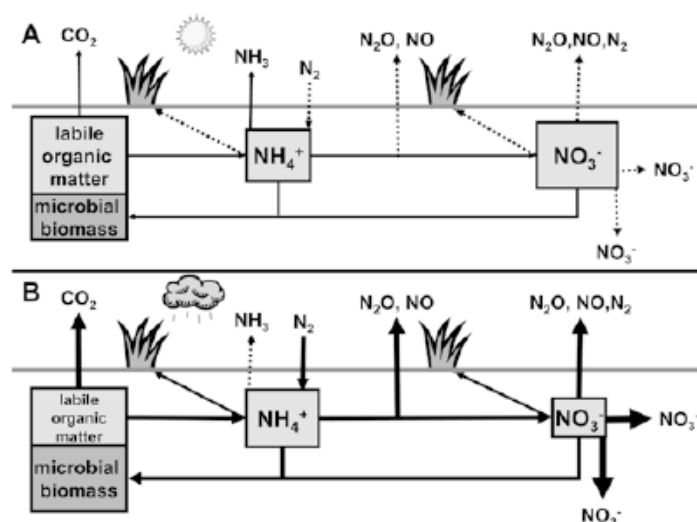 A
CO₂
NH₃
N₂
N₂O, NO
N₂O,NO,N₂
labile
organic
matter
microbial
biomass
NH₄⁺
NO₃⁻
NO₃⁻
NO₃⁻
B
CO₂
NH₃
N₂
N₂O, NO
N₂O, NO,N₂
labile
organic
matter
microbial
biomass
NH₄⁺
NO₃⁻
NO₃⁻
NO₃⁻